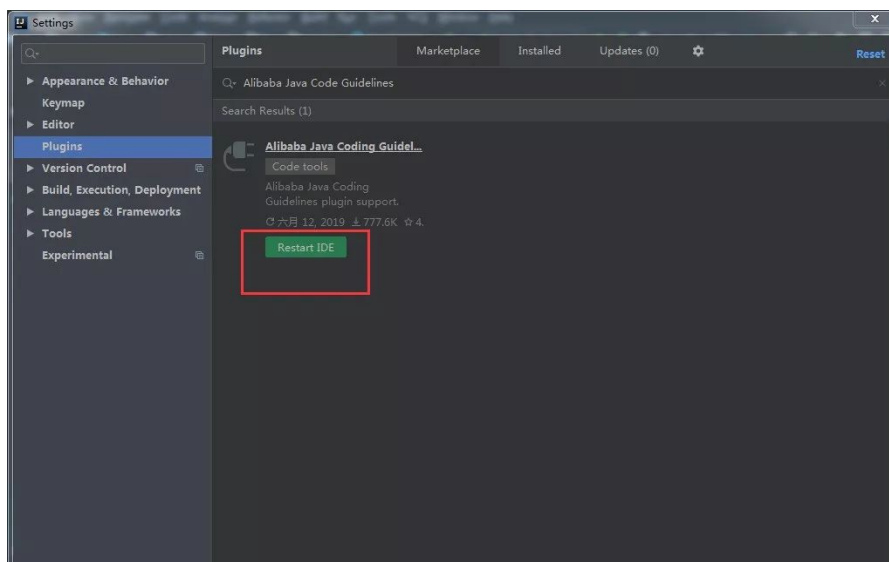 Settings
Plugins
Marketplace
Installed
Updates (0)
Reset
Appearance & Behavior
Keymap
Editor
Plugins
Version Control
Build, Execution, Deployment
Languages & Frameworks
Tools
Experimental
Alibaba Java Code Guidelines
Search Results (1)
Alibaba Java Coding Guidel...
Code tools
Alibaba Java Coding
Guidelines plugin support.
六月 12, 2019 777.6K 4.
Restart IDE